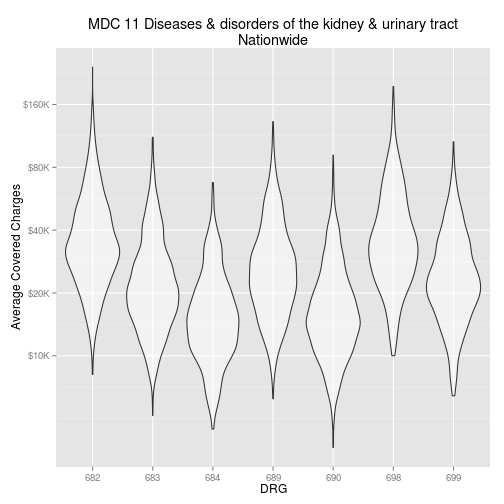 MDC 11 Diseases & disorders of the kidney & urinary tract
Nationwide
Average Covered Charges
$160K
$80K
$40K
$20K
$10K
682 683 684 689 690 698 699
DRG